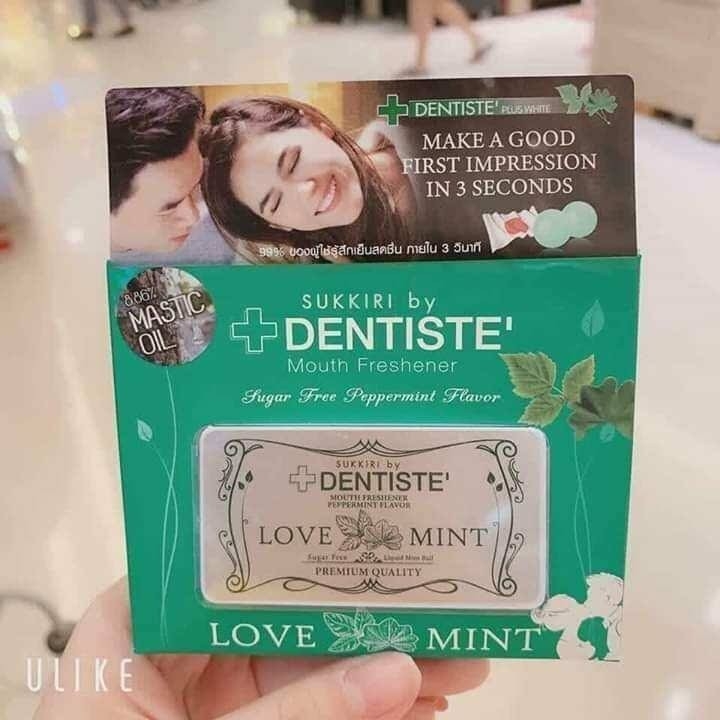 DENTISTE' PLUS WHITE
MAKE A GOOD
FIRST IMPRESSION
IN 3 SECONDS
99% ของผู้ใช้รู้สึกเย็นสดชื่น ภายใน 3 วินาที
8.86%
MASTIC
OIL
SUKKIRI by
DENTISTE'
Mouth Freshener
Sugar Free Peppermint Flavor
SUKKIRI by
DENTISTE'
MOUTH FRESHENER
PEPPERMINT FLAVOR
LOVE MINT
Sugar Free Liquid Mint Ball
PREMIUM QUALITY
LOVE MINT
ULIKE